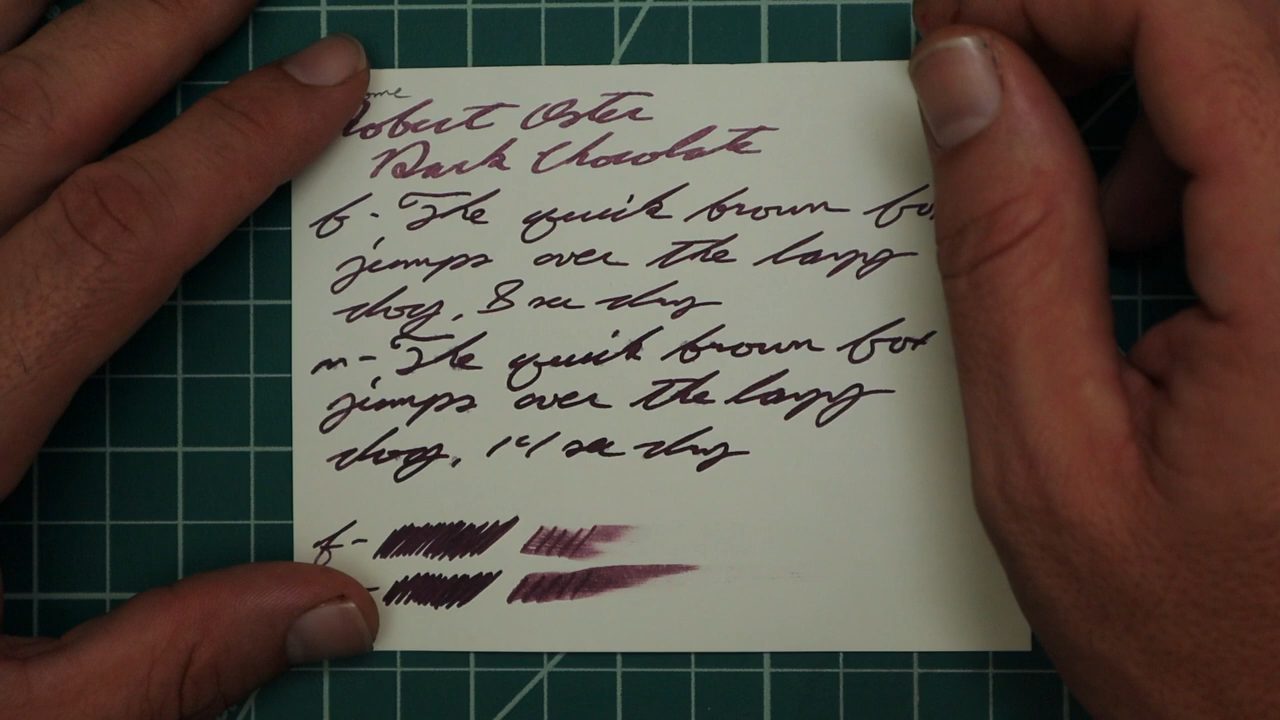 Robert Oster
Dark Chocolate
f - The quick brown fox
jumps over the lazy
dog, 8 sec dry
m - The quick brown fox
jumps over the lazy
dog, 14 sec dry
f -